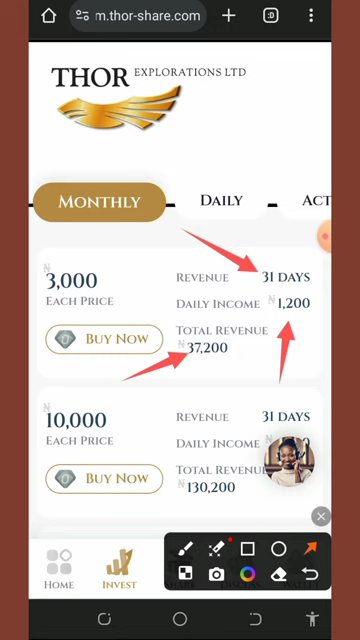 m.thor-share.com
THOR EXPLORATIONS LTD
MONTHLY
DAILY
ACT
₦3,000
EACH PRICE
BUY NOW
REVENUE 31 DAYS
DAILY INCOME ₦1,200
TOTAL REVENUE
₦37,200
₦10,000
EACH PRICE
BUY NOW
REVENUE 31 DAYS
DAILY INCOME
TOTAL REVENUE
₦130,200
HOME
INVEST